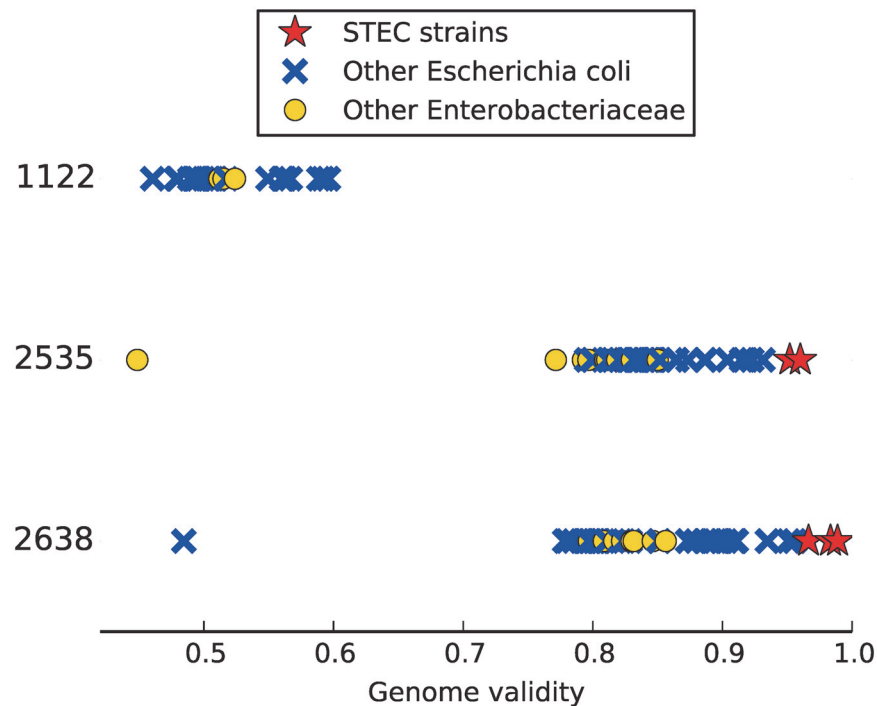 STEC strains
Other Escherichia coli
Other Enterobacteriaceae
1122
2535
2638
0.5 0.6 0.7 0.8 0.9 1.0
Genome validity